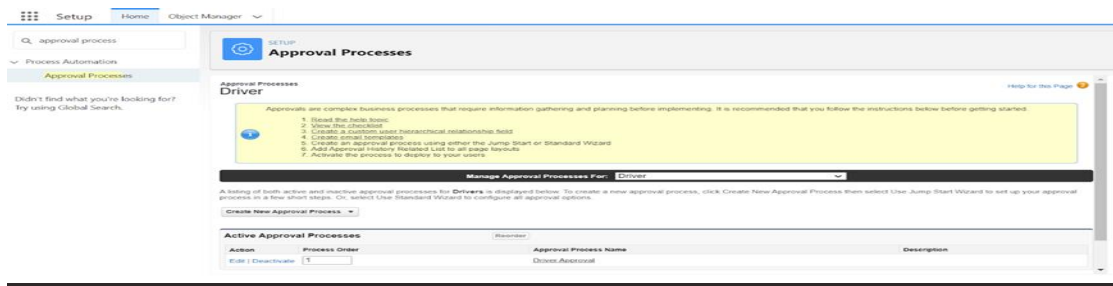 Setup Home Object Manager
approval process
Process Automation
Approval Processes
Didn't find what you're looking for?
Try using Global Search.
SETUP
Approval Processes
Approval Processes
Driver
Help for this Page
Approvals are complex business processes that require information gathering and planning before implementing. It is recommended that you follow the instructions below before getting started.
1. Read the help topic
2. View the checklist
3. Create a custom user hierarchical relationship field
4. Create email templates
5. Create an approval process using either the Jump Start or Standard Wizard
6. Add Approval History Related List to all page layouts
7. Activate the process to deploy to your users
Manage Approval Processes For: Driver
A listing of both active and inactive approval processes for Drivers is displayed below. To create a new approval process, click Create New Approval Process then select Use Jump Start Wizard to set up your approval
process in a few short steps. Or, select Use Standard Wizard to configure all approval options.
Create New Approval Process
Active Approval Processes Reorder
Action Process Order Approval Process Name Description
Edit | Deactivate 1 Driver Approval